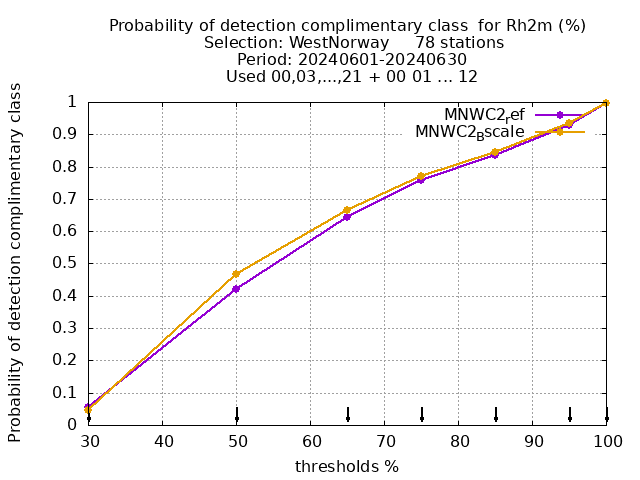 Probability of detection complimentary class  for Rh2m (%)
Selection: WestNorway     78 stations
Period: 20240601-20240630
Used 00,03,...,21 + 00 01 ... 12
Probability of detection complimentary class
MNWC2ref
MNWC2Bscale
1
0.9
0.8
0.7
0.6
0.5
0.4
0.3
0.2
0.1
0
30 40 50 60 70 80 90 100
thresholds %